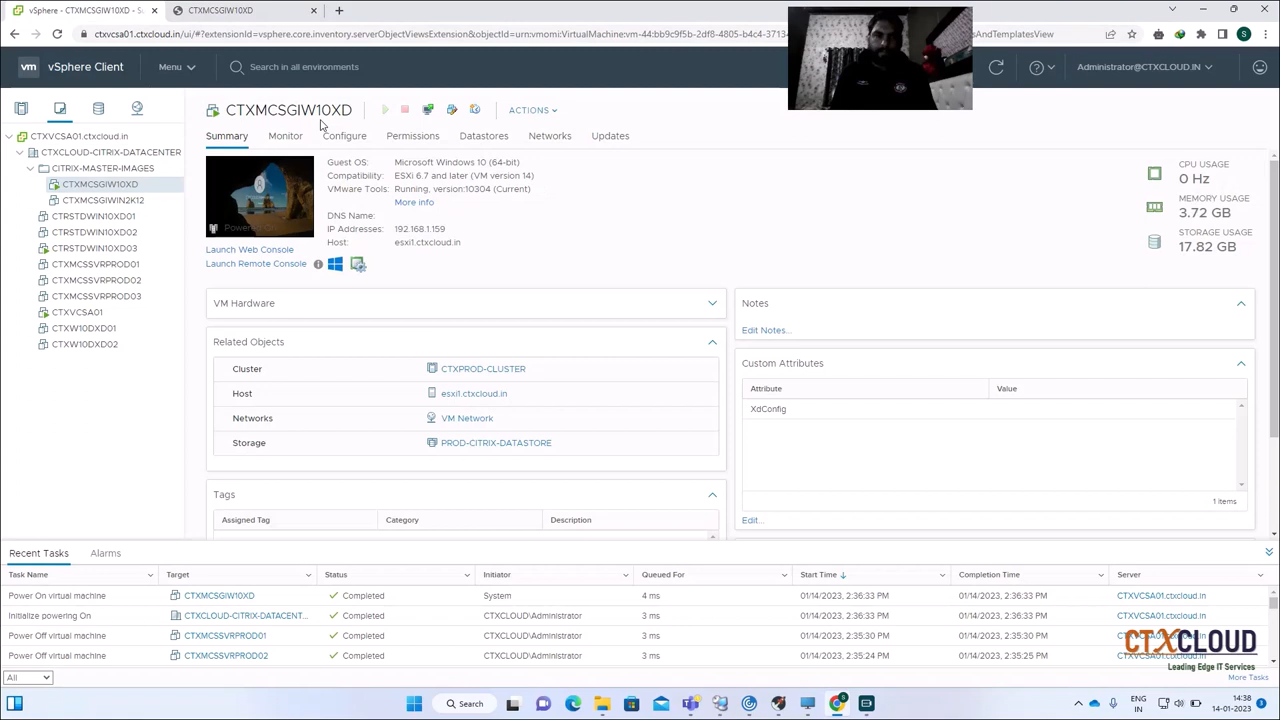 vSphere - CTXMCSGIW10XD - S
CTXMCSGIW10XD
ctxvcsa01.ctxcloud.in/ui/#?extensionId=vsphere.core.inventory.serverObjectViewsExtension&objectId=urn:vmomi:VirtualMachine:vm-44:bb9c9f5b-2df8-4805-b5c4-37
AndTemplatesView
S
vm vSphere Client
Menu
Search in all environments
Administrator@CTXCLOUD.IN
CTXMCSGIW10XD
ACTIONS
Summary Monitor Configure Permissions Datastores Networks Updates
CTXVCSA01.ctxcloud.in
CTXCLOUD-CITRIX-DATACENTER
CITRIX-MASTER-IMAGES
CTXMCSGIW10XD
CTXMCSGIWIN2K12
CTRSTDWIN10XD01
CTRSTDWIN10XD02
CTRSTDWIN10XD03
CTXMCSSVRPROD01
CTXMCSSVRPROD02
CTXMCSSVRPROD03
CTXVCSA01
CTXW10DXD01
CTXW10DXD02
Guest OS: Microsoft Windows 10 (64-bit)
Compatibility: ESXi 6.7 and later (VM version 14)
VMware Tools: Running, version:10304 (Current)
More info
DNS Name:
IP Addresses: 192.168.1.159
Host: esxi1.ctxcloud.in
Launch Web Console
Launch Remote Console
CPU USAGE
0 Hz
MEMORY USAGE
3.72 GB
STORAGE USAGE
17.82 GB
VM Hardware
Related Objects
Cluster CTXPROD-CLUSTER
Host esxi1.ctxcloud.in
Networks VM Network
Storage PROD-CITRIX-DATASTORE
Tags
Assigned Tag Category Description
Notes
Edit Notes...
Custom Attributes
Attribute Value
XdConfig
1 items
Edit...
Recent Tasks Alarms
Task Name Target Status Initiator Queued For Start Time Completion Time Server
Power On virtual machine CTXMCSGIW10XD Completed System 4 ms 01/14/2023, 2:36:33 PM 01/14/2023, 2:36:33 PM CTXVCSA01.ctxcloud.in
Initialize powering On CTXCLOUD-CITRIX-DATACENT... Completed CTXCLOUD\Administrator 3 ms 01/14/2023, 2:36:33 PM 01/14/2023, 2:36:33 PM CTXVCSA01.ctxcloud.in
Power Off virtual machine CTXMCSSVRPROD01 Completed CTXCLOUD\Administrator 3 ms 01/14/2023, 2:35:30 PM 01/14/2023, 2:35:30 PM CTXVCSA01.ctxcloud.in
Power Off virtual machine CTXMCSSVRPROD02 Completed CTXCLOUD\Administrator 3 ms 01/14/2023, 2:35:24 PM 01/14/2023, 2:35:25 PM CTXVCSA01.ctxcloud.in
CTXCLOUD
Leading Edge IT Services
All
More Tasks
Search
ENG
IN
14:38
14-01-2023